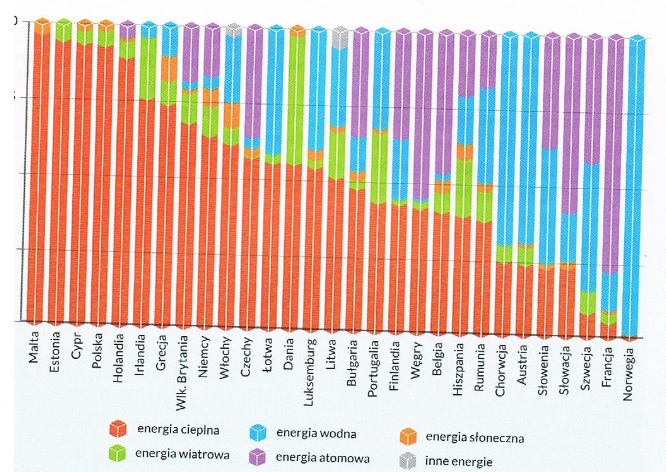 Malta
Estonia
Cypr
Polska
Holandia
Irlandia
Grecja
Wlk. Brytania
Niemcy
Włochy
Czechy
Łotwa
Dania
Luksemburg
Litwa
Bułgaria
Portugalia
Finlandia
Węgry
Belgia
Hiszpania
Rumunia
Chorwcja
Austria
Słowenia
Słowacja
Szwecja
Francja
Norwegia
energia cieplna
energia wodna
energia słoneczna
energia wiatrowa
energia atomowa
inne energie